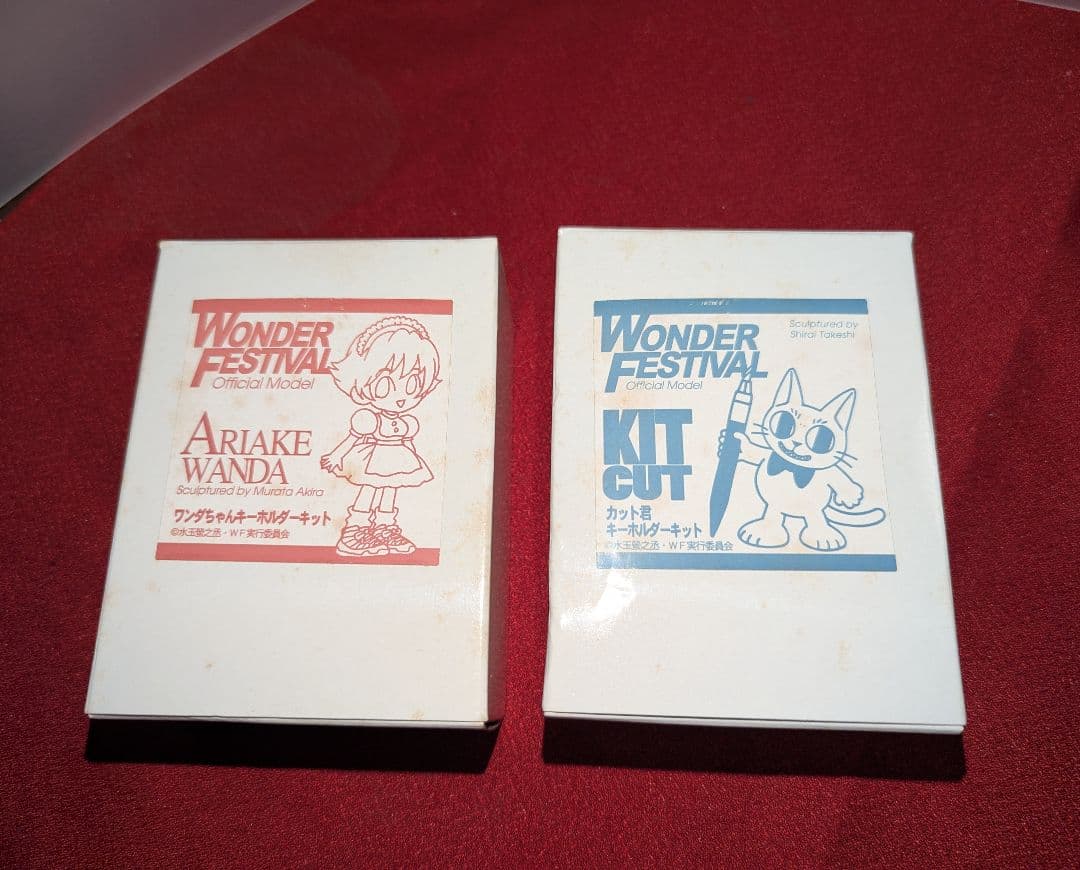 WONDER
FESTIVAL
Official Model
ARIAKE
WANDA
Sculptured by Murata Akira
ワンダちゃんキーホルダーキット
©水玉螢之丞・WF実行委員会
WONDER
FESTIVAL
Official Model
Sculptured by
Shirai Takeshi
KIT
CUT
カット君
キーホルダーキット
©水玉螢之丞・WF実行委員会